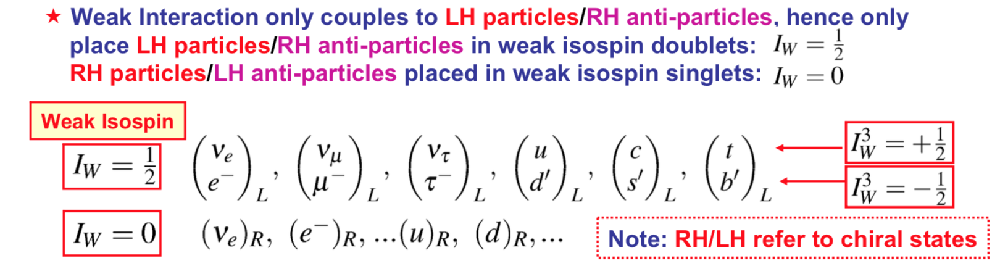 ★ Weak Interaction only couples to LH particles/RH anti-particles, hence only
place LH particles/RH anti-particles in weak isospin doublets: $I_W = \frac{1}{2}$
RH particles/LH anti-particles placed in weak isospin singlets: $I_W = 0$
Weak Isospin
$I_W = \frac{1}{2}$ $\begin{pmatrix} \nu_e \\ e^- \end{pmatrix}_L, \begin{pmatrix} \nu_\mu \\ \mu^- \end{pmatrix}_L, \begin{pmatrix} \nu_\tau \\ \tau^- \end{pmatrix}_L, \begin{pmatrix} u \\ d' \end{pmatrix}_L, \begin{pmatrix} c \\ s' \end{pmatrix}_L, \begin{pmatrix} t \\ b' \end{pmatrix}_L$ ← $I_W^3 = +\frac{1}{2}$
← $I_W^3 = -\frac{1}{2}$
$I_W = 0$ $(\nu_e)_R, (e^-)_R, ...(u)_R, (d)_R, ...$ Note: RH/LH refer to chiral states